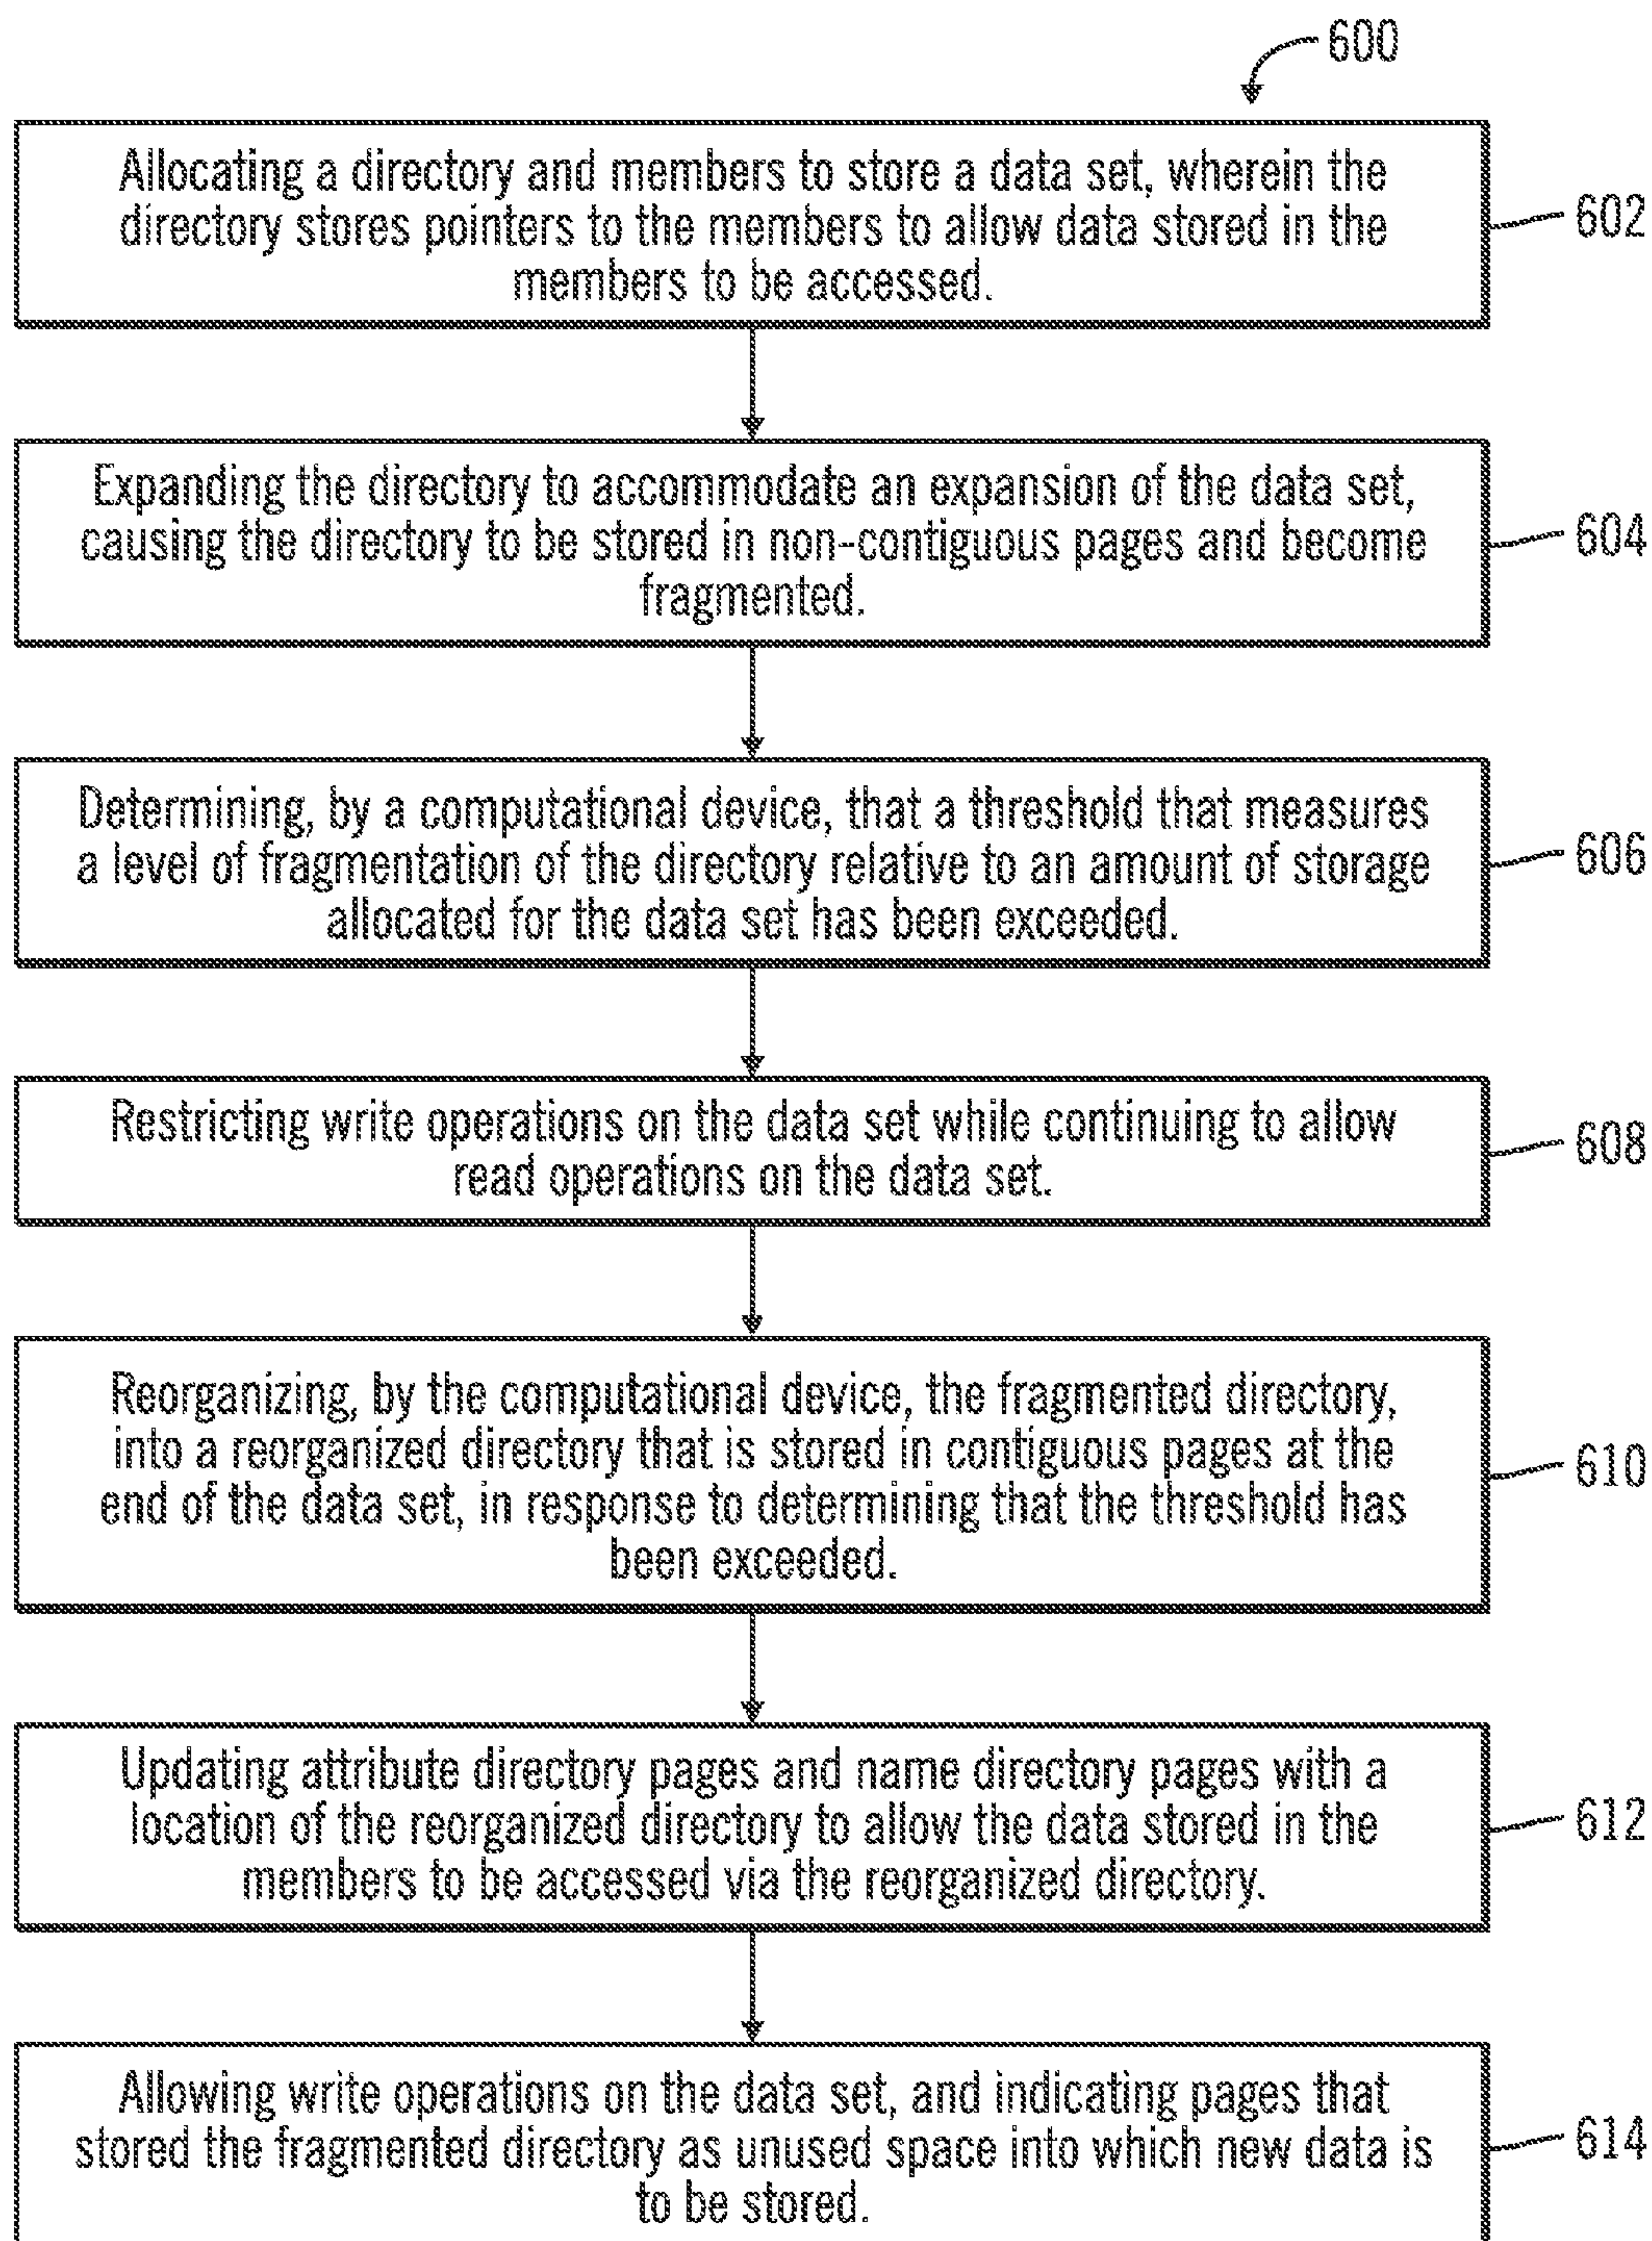 600
Allocating a directory and members to store a data set, wherein the
directory stores pointers to the members to allow data stored in the
members to be accessed.
602
Expanding the directory to accommodate an expansion of the data set,
causing the directory to be stored in non-contiguous pages and become
fragmented.
604
Determining, by a computational device, that a threshold that measures
a level of fragmentation of the directory relative to an amount of storage
allocated for the data set has been exceeded.
606
Restricting write operations on the data set while continuing to allow
read operations on the data set.
608
Reorganizing, by the computational device, the fragmented directory,
into a reorganized directory that is stored in contiguous pages at the
end of the data set, in response to determining that the threshold has
been exceeded.
610
Updating attribute directory pages and name directory pages with a
location of the reorganized directory to allow the data stored in the
members to be accessed via the reorganized directory.
612
Allowing write operations on the data set, and indicating pages that
stored the fragmented directory as unused space into which new data is
to be stored.
614